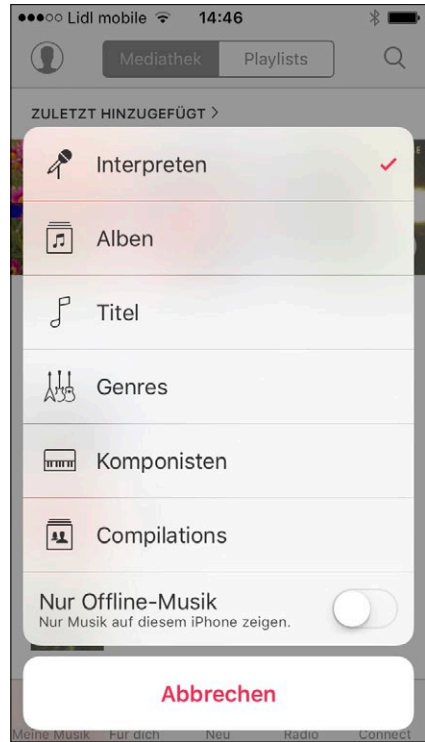 Lidl mobile 14:46
Mediathek Playlists
ZULETZT HINZUGEFÜGT >
Interpreten
Alben
Titel
Genres
Komponisten
Compilations
Nur Offline-Musik
Nur Musik auf diesem iPhone zeigen.
Abbrechen
Meine Musik Für dich Neu Radio Connect